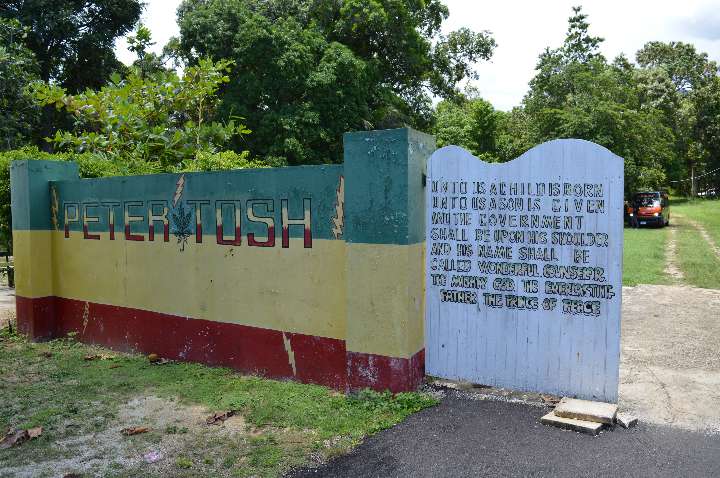 PETER TOSH
UNTO US A CHILD IS BORN
UNTO US A SON IS GIVEN
AND THE GOVERNMENT
SHALL BE UPON HIS SHOULDER
AND HIS NAME SHALL BE
CALLED WONDERFUL COUNSELOR
THE MIGHTY GOD THE EVERLASTING
FATHER THE PRINCE OF PEACE